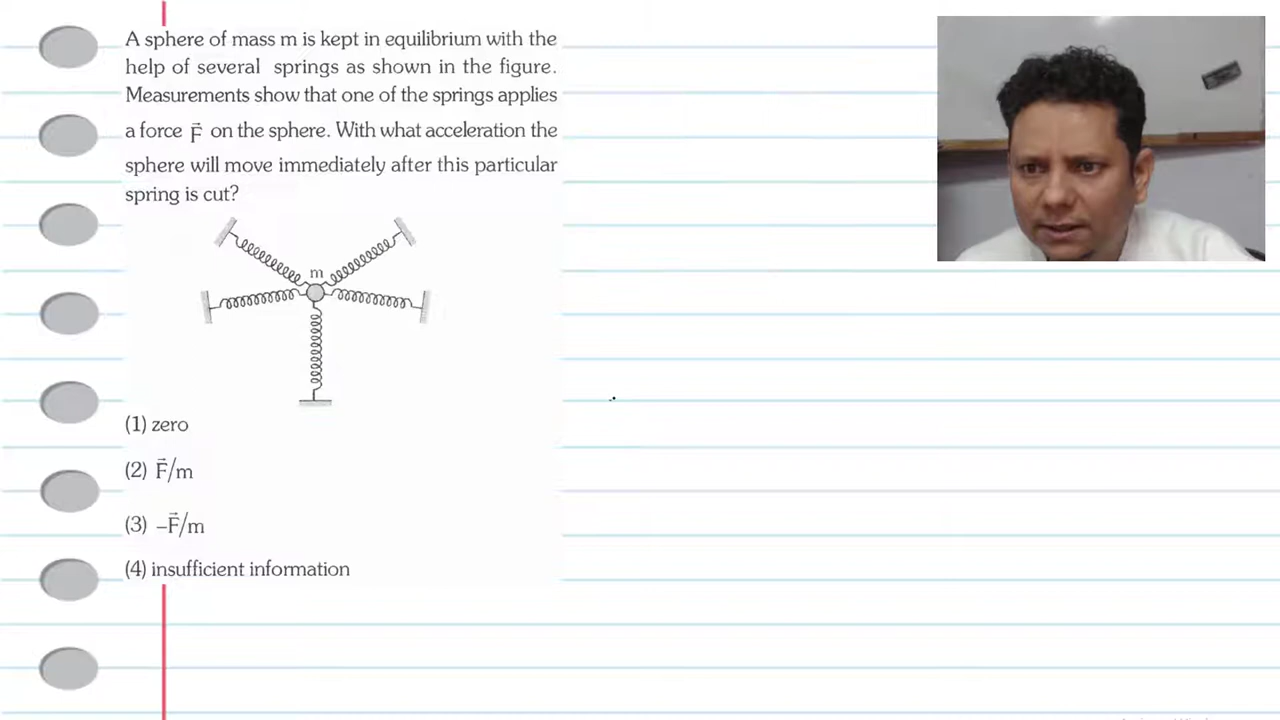 A sphere of mass m is kept in equilibrium with the
help of several springs as shown in the figure.
Measurements show that one of the springs applies
a force F⃗ on the sphere. With what acceleration the
sphere will move immediately after this particular
spring is cut?
m
(1) zero
(2) F⃗/m
(3) –F⃗/m
(4) insufficient information